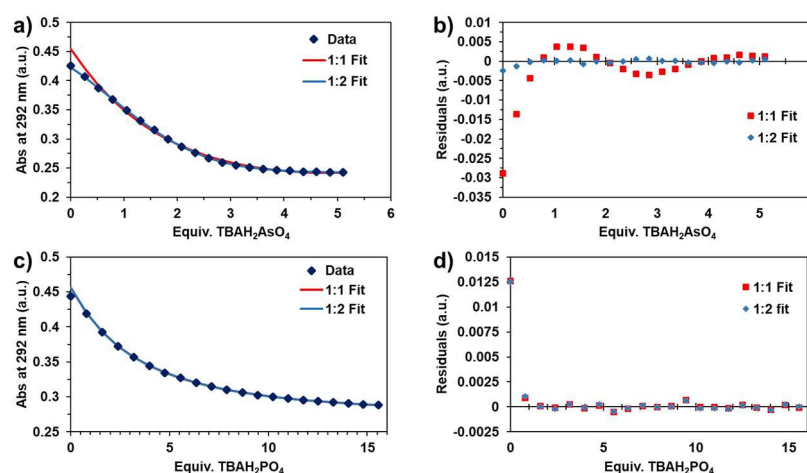 a)
0.5
0.45
0.4
0.35
0.3
0.25
0.2
Abs at 292 nm (a.u.)
Data
1:1 Fit
1:2 Fit
0 1 2 3 4 5 6
Equiv. TBAH₂AsO₄
b)
0.01
0.005
0
-0.005
-0.01
-0.015
-0.02
-0.025
-0.03
-0.035
Residuals (a.u.)
1:1 Fit
1:2 Fit
0 1 2 3 4 5
Equiv. TBAH₂AsO₄
c)
0.5
0.45
0.4
0.35
0.3
0.25
Abs at 292 nm (a.u.)
Data
1:1 Fit
1:2 Fit
0 5 10 15
Equiv. TBAH₂PO₄
d)
0.015
0.0125
0.01
0.0075
0.005
0.0025
0
-0.0025
Residuals (a.u.)
1:1 Fit
1:2 fit
0 5 10 15
Equiv. TBAH₂PO₄